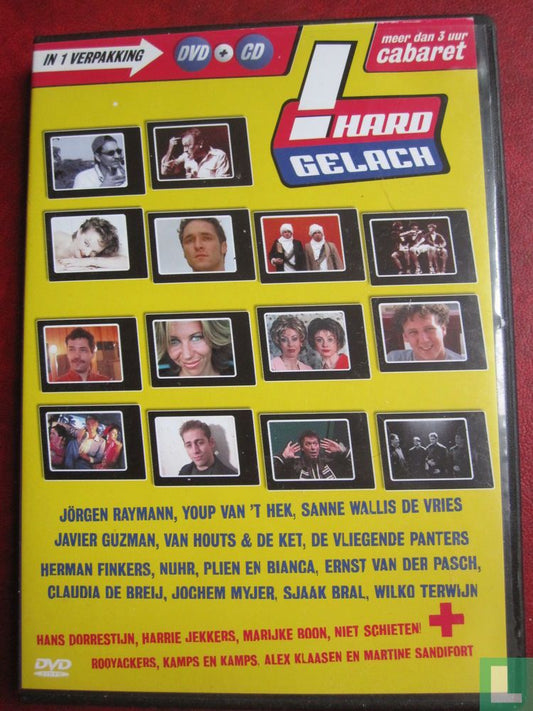 IN 1 VERPAKKING DVD + CD
meer dan 3 uur
cabaret
! HARD
GELACH
JÖRGEN RAYMANN, YOUP VAN 'T HEK, SANNE WALLIS DE VRIES
JAVIER GUZMAN, VAN HOUTS & DE KET, DE VLIEGENDE PANTERS
HERMAN FINKERS, NUHR, PLIEN EN BIANCA, ERNST VAN DER PASCH,
CLAUDIA DE BREIJ, JOCHEM MYJER, SJAAK BRAL, WILKO TERWIJN
+
HANS DORRESTIJN, HARRIE JEKKERS, MARIJKE BOON, NIET SCHIETEN!
ROOYACKERS, KAMPS EN KAMPS, ALEX KLAASEN EN MARTINE SANDIFORT
DVD
VIDEO